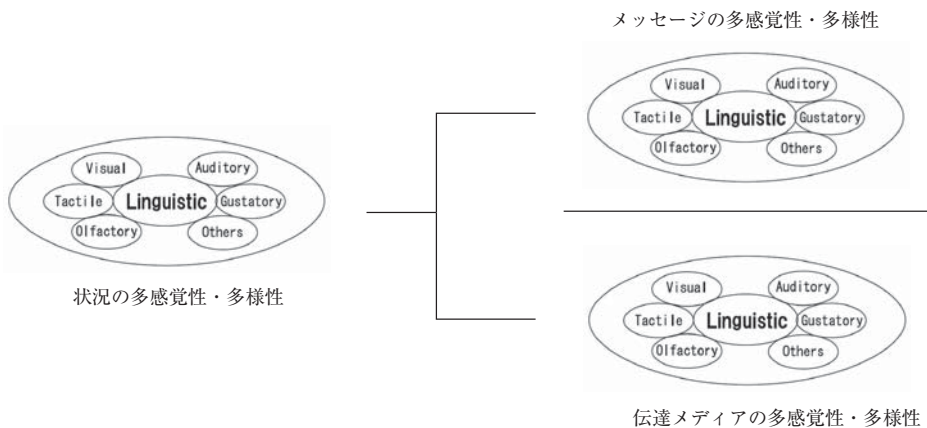 メッセージの多感覚性・多様性
Visual Auditory
Tactile Linguistic Gustatory
Olfactory Others
Visual Auditory
Tactile Linguistic Gustatory
Olfactory Others
状況の多感覚性・多様性
Visual Auditory
Tactile Linguistic Gustatory
Olfactory Others
伝達メディアの多感覚性・多様性